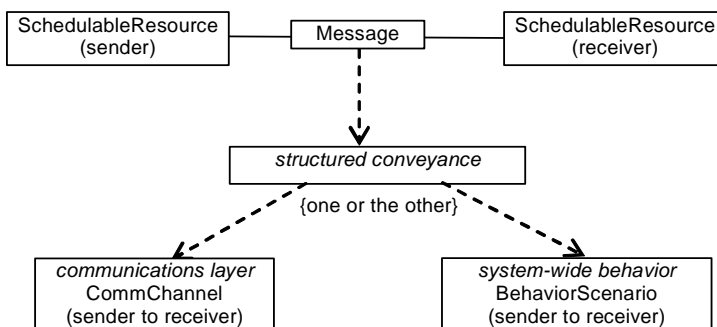 SchedulableResource
(sender)
Message
SchedulableResource
(receiver)
structured conveyance
{one or the other}
communications layer
CommChannel
(sender to receiver)
system-wide behavior
BehaviorScenario
(sender to receiver)